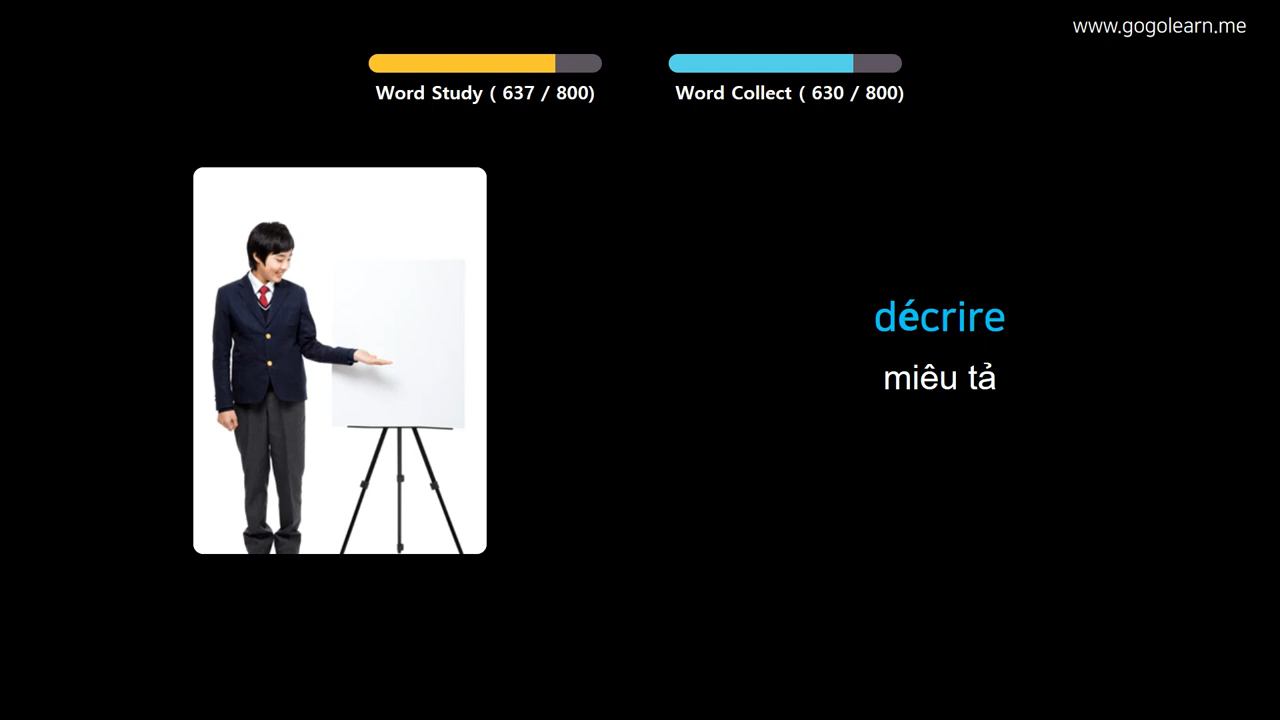 www.gogolearn.me
Word Study ( 637 / 800)
Word Collect ( 630 / 800)
décrire
miêu tả